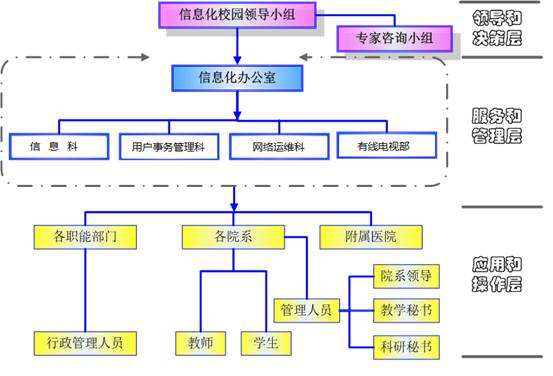 信息化校园领导小组
专家咨询小组
领导和
决策层
信息化办公室
信 息 科
用户事务管理科
网络运维科
有线电视部
服务和
管理层
各职能部门
各院系
附属医院
院系领导
管理人员
教学秘书
行政管理人员
教师
学生
科研秘书
应用和
操作层